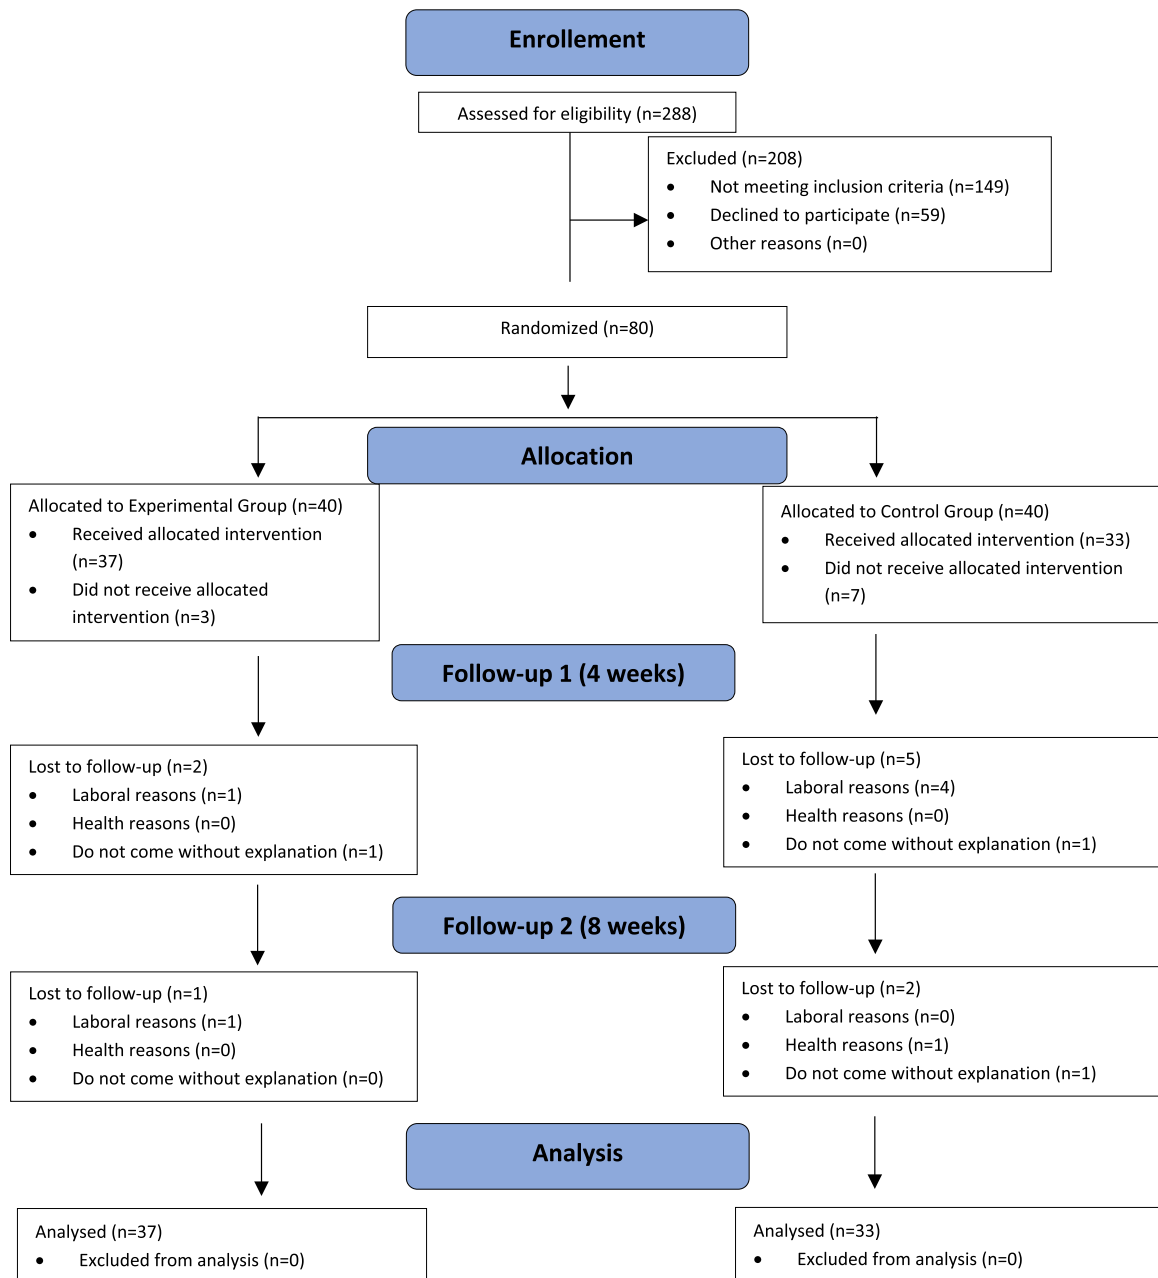 Enrollement
Assessed for eligibility (n=288)
Excluded (n=208)
• Not meeting inclusion criteria (n=149)
• Declined to participate (n=59)
• Other reasons (n=0)
Randomized (n=80)
Allocation
Allocated to Experimental Group (n=40)
• Received allocated intervention
(n=37)
• Did not receive allocated
intervention (n=3)
Allocated to Control Group (n=40)
• Received allocated intervention (n=33)
• Did not receive allocated intervention
(n=7)
Follow-up 1 (4 weeks)
Lost to follow-up (n=2)
• Laboral reasons (n=1)
• Health reasons (n=0)
• Do not come without explanation (n=1)
Lost to follow-up (n=5)
• Laboral reasons (n=4)
• Health reasons (n=0)
• Do not come without explanation (n=1)
Follow-up 2 (8 weeks)
Lost to follow-up (n=1)
• Laboral reasons (n=1)
• Health reasons (n=0)
• Do not come without explanation (n=0)
Lost to follow-up (n=2)
• Laboral reasons (n=0)
• Health reasons (n=1)
• Do not come without explanation (n=1)
Analysis
Analysed (n=37)
• Excluded from analysis (n=0)
Analysed (n=33)
• Excluded from analysis (n=0)